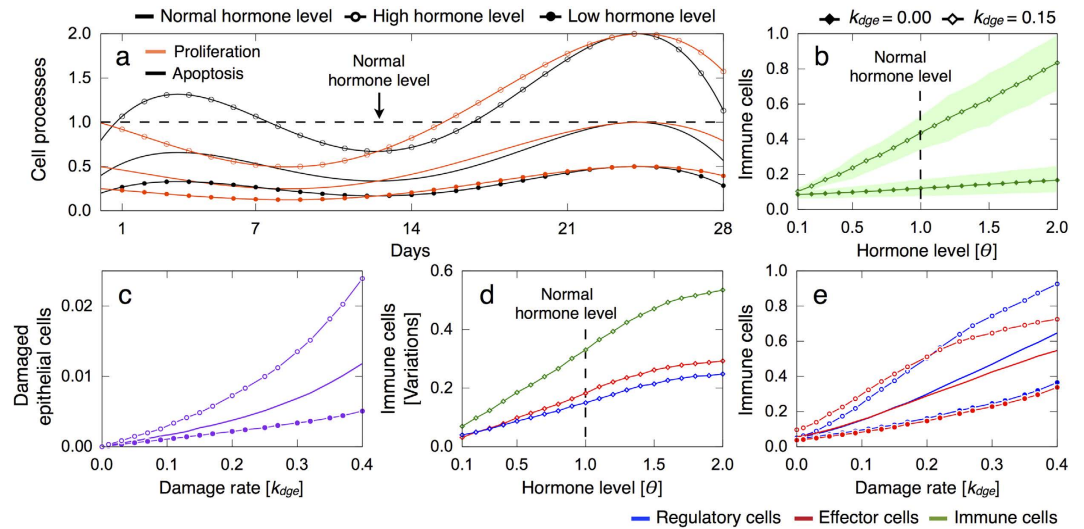 Normal hormone level High hormone level Low hormone level
2.0
1.5
1.0
0.5
0.0
Cell processes
a
Proliferation
Apoptosis
Normal
hormone level
1 7 14 21 28
Days
k_dge = 0.00 k_dge = 0.15
1.0
0.8
0.6
0.4
0.2
0.0
Immune cells
b
Normal
hormone level
0.1 0.5 1.0 1.5 2.0
Hormone level [θ]
0.02
0.01
0.00
Damaged
epithelial cells
c
0.0 0.1 0.2 0.3 0.4
Damage rate [k_dge]
0.6
0.4
0.2
0.0
Immune cells
[Variations]
d
Normal
hormone level
0.1 0.5 1.0 1.5 2.0
Hormone level [θ]
1.0
0.8
0.6
0.4
0.2
0.0
Immune cells
e
0.0 0.1 0.2 0.3 0.4
Damage rate [k_dge]
Regulatory cells Effector cells Immune cells